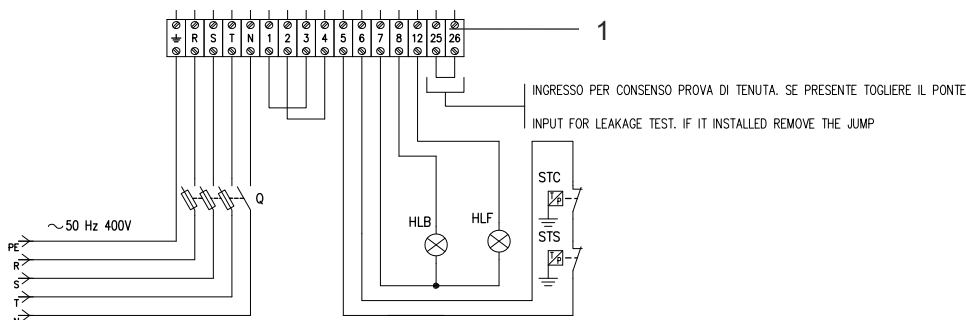 ⏚ R S T N 1 2 3 4 5 6 7 8 12 25 26
1
INGRESSO PER CONSENSO PROVA DI TENUTA. SE PRESENTE TOGLIERE IL PONTE
INPUT FOR LEAKAGE TEST. IF IT INSTALLED REMOVE THE JUMP
STC
T P
Q
HLB
HLF
STS
T P
~50 Hz 400V
PE
R
S
T
N